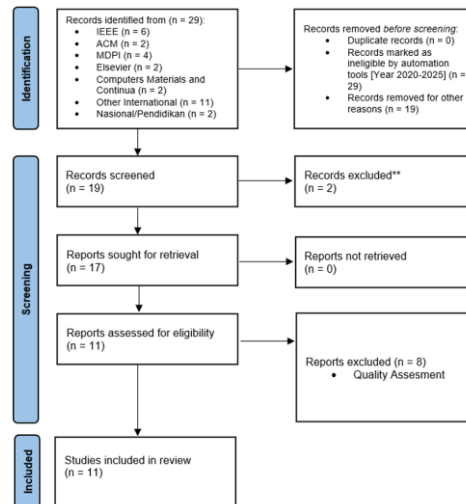 Identification
Records identified from (n = 29):
• IEEE (n = 6)
• ACM (n = 2)
• MDPI (n = 4)
• Elsevier (n = 2)
• Computers Materials and
Continua (n = 2)
• Other International (n = 11)
• Nasional/Pendidkan (n = 2)
Records removed before screening:
• Duplicate records (n = 0)
• Records marked as
ineligible by automation
tools [Year 2020-2025] (n =
29)
• Records removed for other
reasons (n = 19)
Screening
Records screened
(n = 19)
Records excluded**
(n = 2)
Reports sought for retrieval
(n = 17)
Reports not retrieved
(n = 0)
Reports assessed for eligibility
(n = 11)
Reports excluded (n = 8)
• Quality Assesment
Included
Studies included in review
(n = 11)